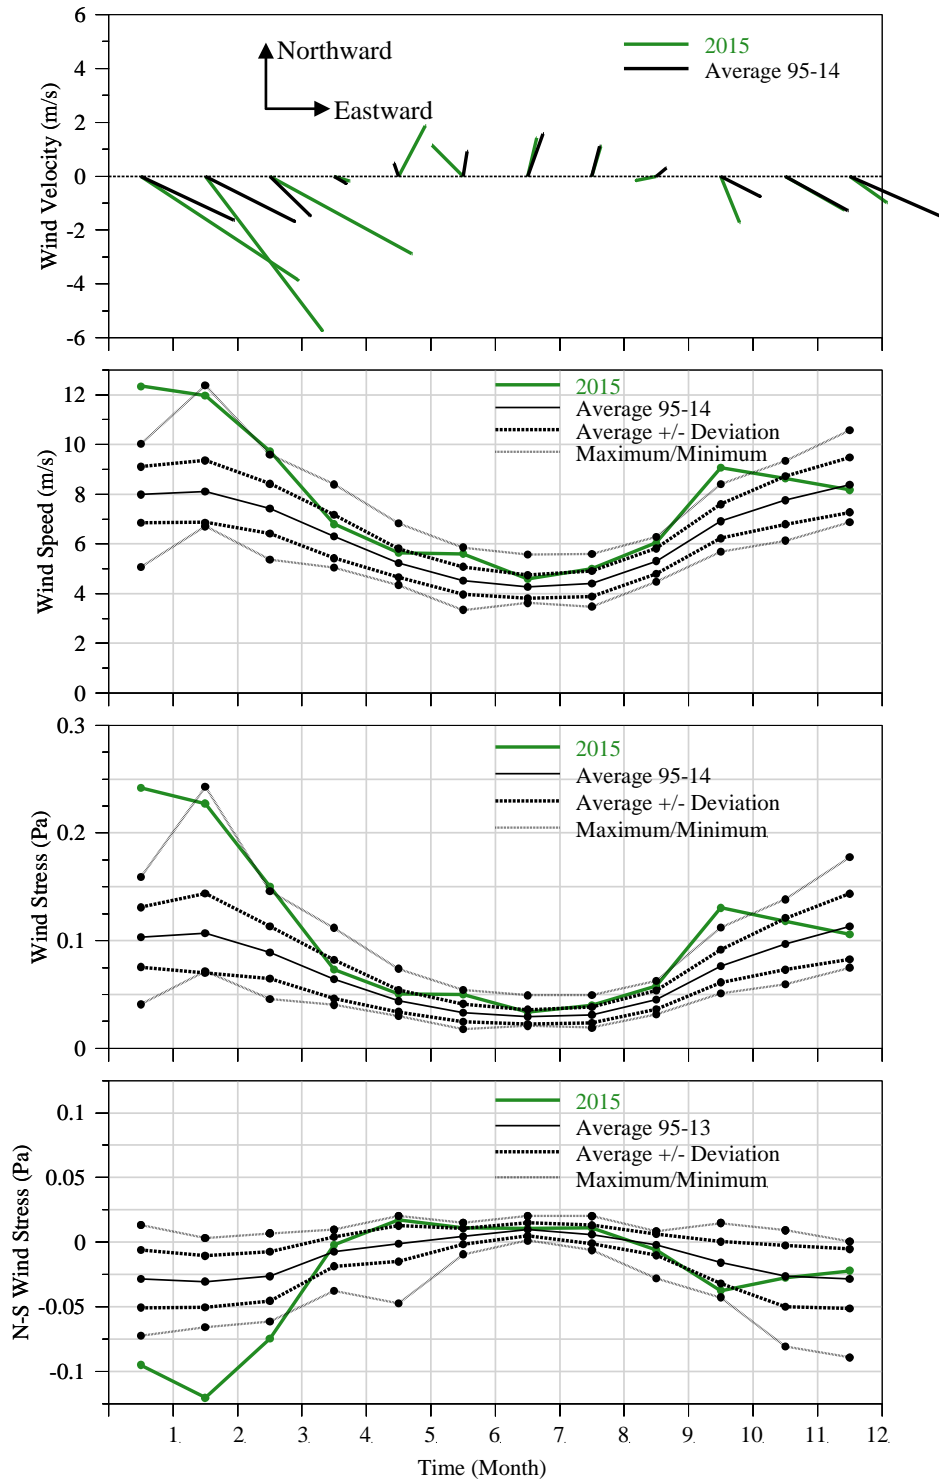 6
4
2
0
-2
-4
-6
Wind Velocity (m/s)
Northward
Eastward
2015
Average 95-14
12
10
8
6
4
2
0
Wind Speed (m/s)
2015
Average 95-14
Average +/- Deviation
Maximum/Minimum
0.3
0.2
0.1
0
Wind Stress (Pa)
2015
Average 95-14
Average +/- Deviation
Maximum/Minimum
0.1
0.05
0
-0.05
-0.1
N-S Wind Stress (Pa)
2015
Average 95-13
Average +/- Deviation
Maximum/Minimum
1. 2. 3. 4. 5. 6. 7. 8. 9. 10. 11. 12.
Time (Month)